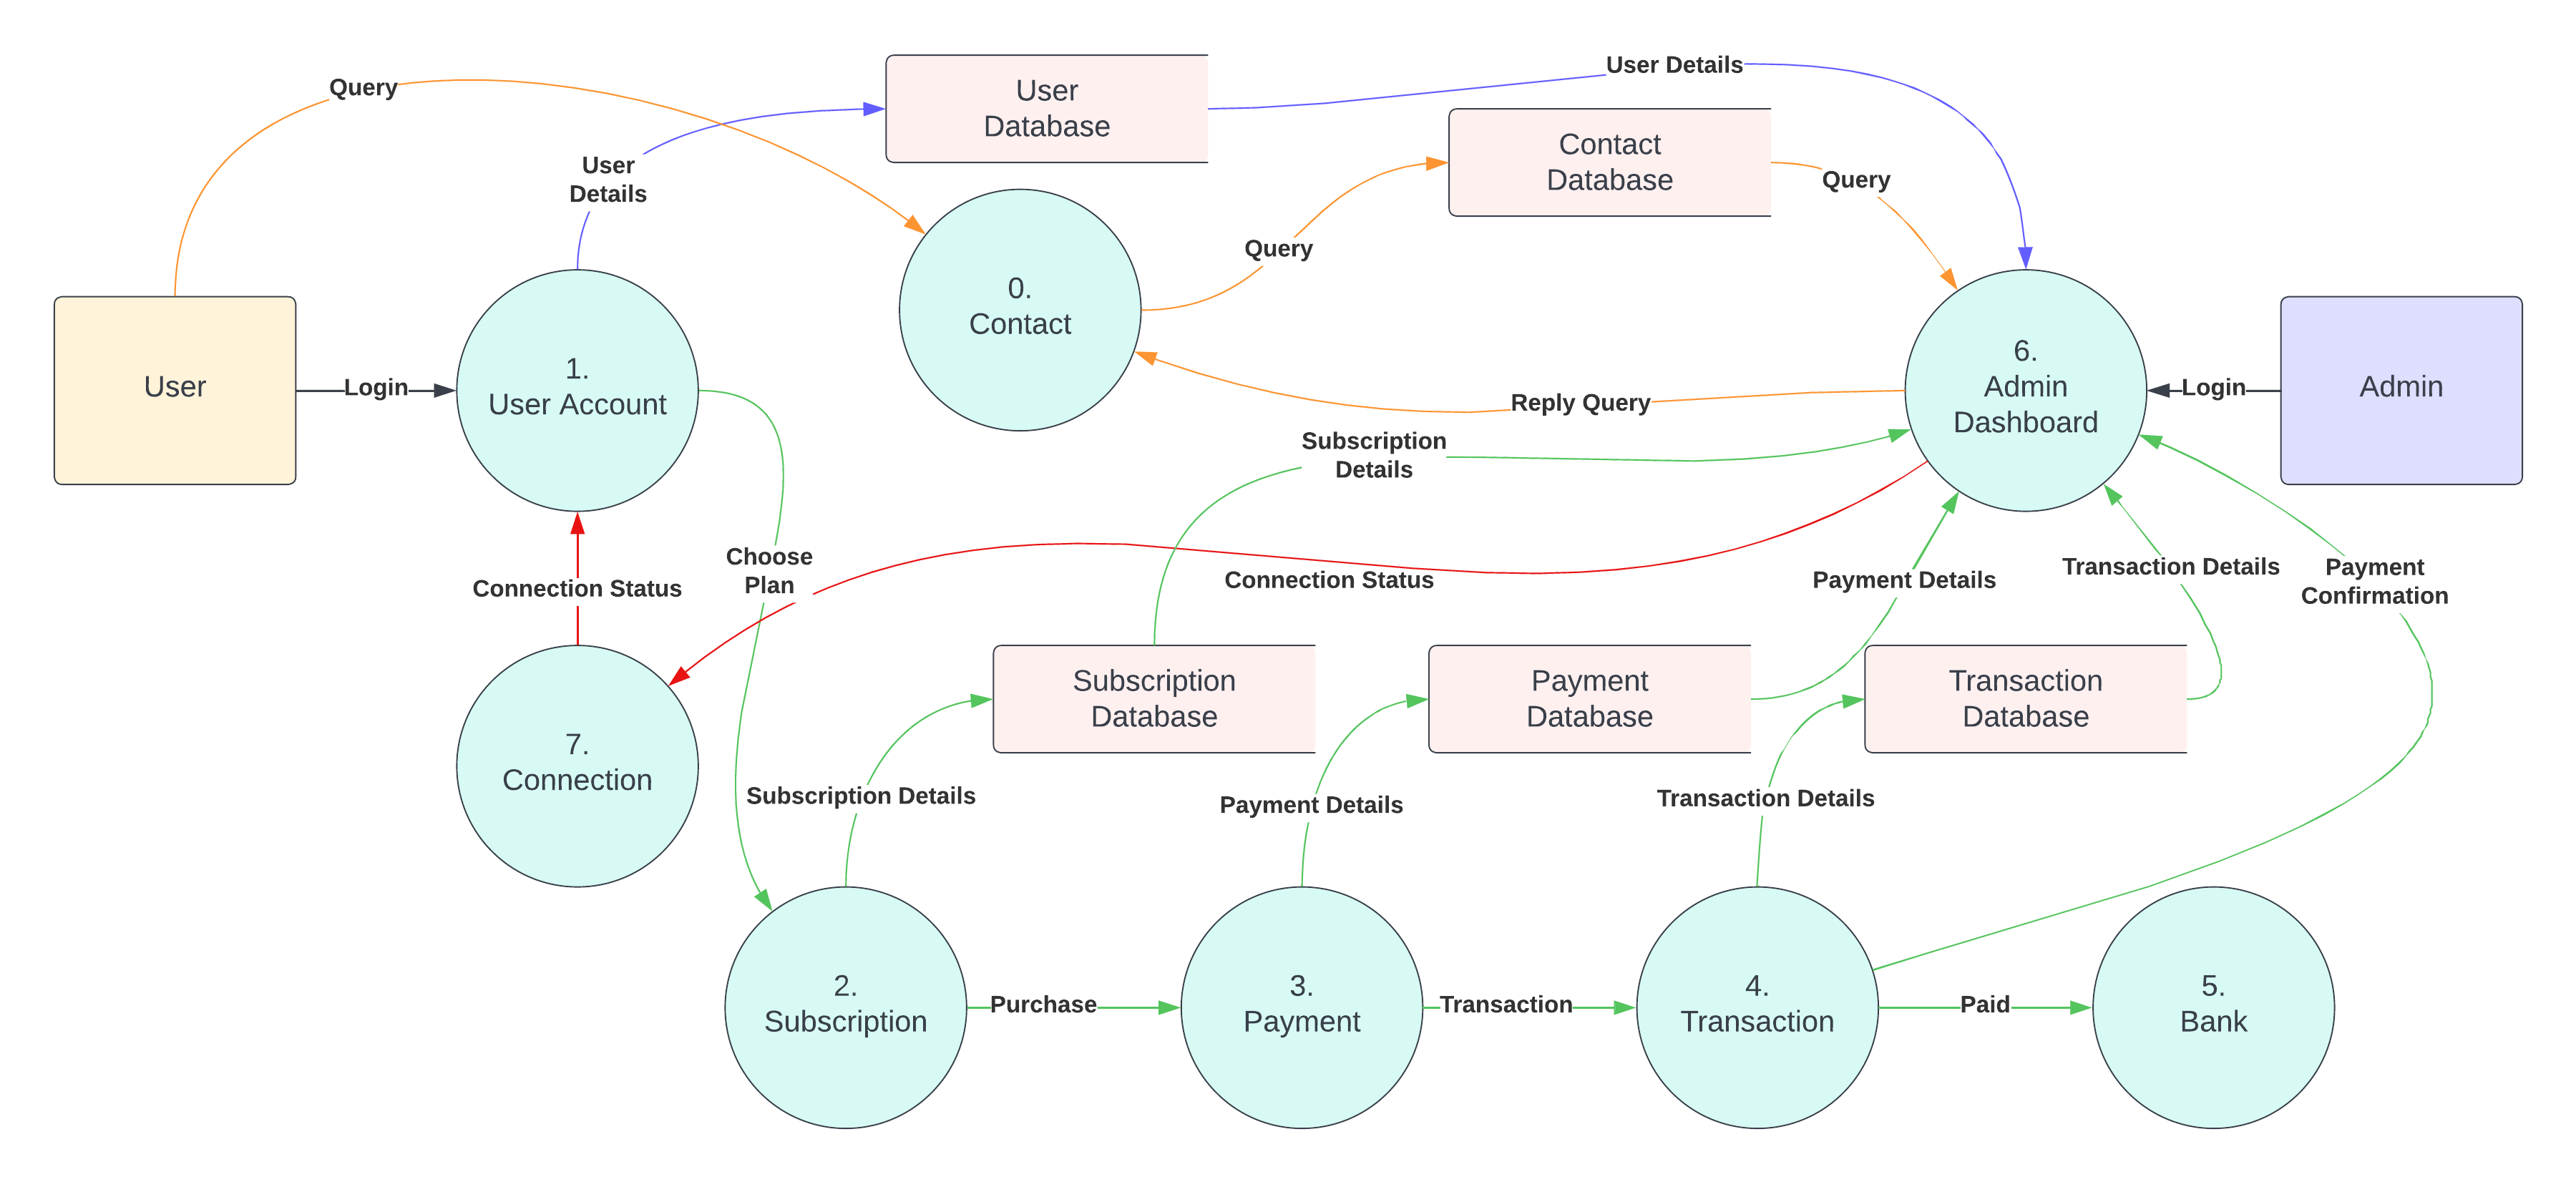 User Details
Query
User
Database
Contact
Database
User
Details
Query
Query
0.
Contact
User
Login
1.
User Account
6.
Admin
Dashboard
Login
Admin
Reply Query
Subscription
Details
Choose
Plan
Connection Status
Connection Status
Payment Details
Transaction Details
Payment
Confirmation
Subscription
Database
Payment
Database
Transaction
Database
7.
Connection
Subscription Details
Payment Details
Transaction Details
2.
Subscription
Purchase
3.
Payment
Transaction
4.
Transaction
Paid
5.
Bank